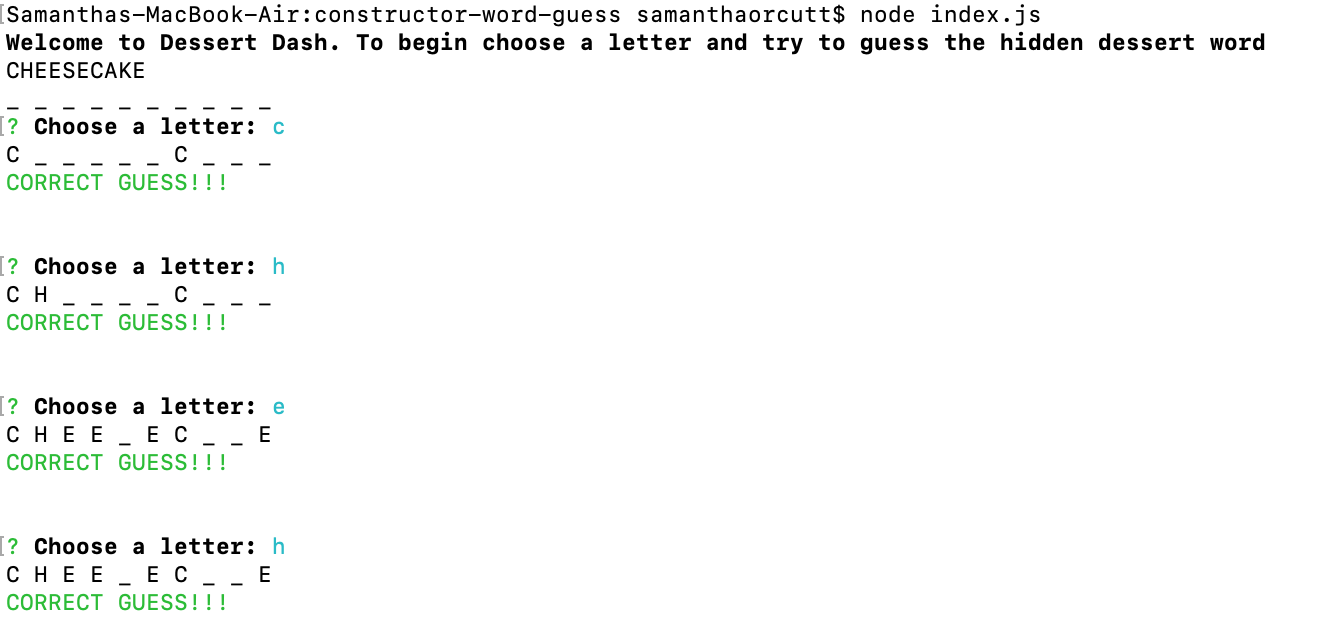 [Samanthas-MacBook-Air:constructor-word-guess samanthaorcutt$ node index.js
Welcome to Dessert Dash. To begin choose a letter and try to guess the hidden dessert word
CHEESECAKE
_ _ _ _ _ _ _ _ _ _
[? Choose a letter: c
C _ _ _ _ _ C _ _ _
CORRECT GUESS!!!
[? Choose a letter: h
C H _ _ _ _ C _ _ _
CORRECT GUESS!!!
[? Choose a letter: e
C H E E _ E C _ _ E
CORRECT GUESS!!!
[? Choose a letter: h
C H E E _ E C _ _ E
CORRECT GUESS!!!